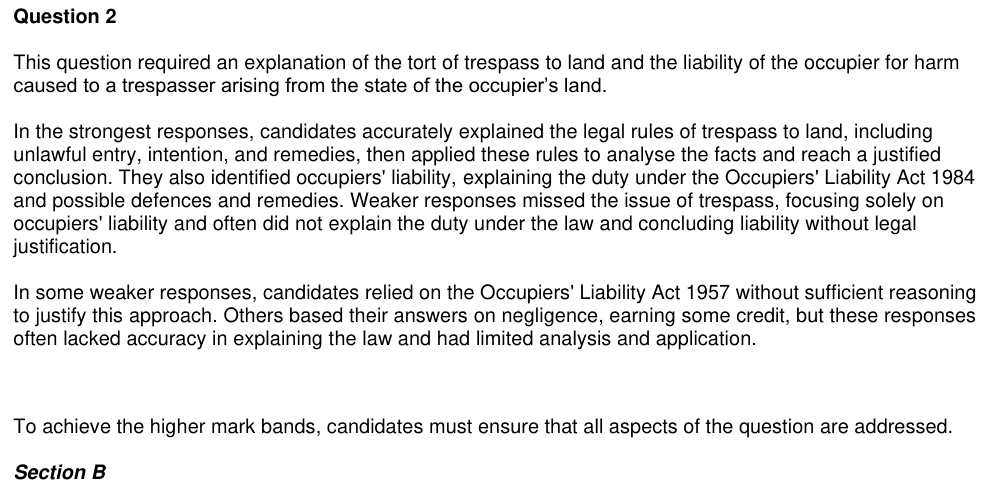 Question 2
This question required an explanation of the tort of trespass to land and the liability of the occupier for harm
caused to a trespasser arising from the state of the occupier's land.
In the strongest responses, candidates accurately explained the legal rules of trespass to land, including
unlawful entry, intention, and remedies, then applied these rules to analyse the facts and reach a justified
conclusion. They also identified occupiers' liability, explaining the duty under the Occupiers' Liability Act 1984
and possible defences and remedies. Weaker responses missed the issue of trespass, focusing solely on
occupiers' liability and often did not explain the duty under the law and concluding liability without legal
justification.
In some weaker responses, candidates relied on the Occupiers' Liability Act 1957 without sufficient reasoning
to justify this approach. Others based their answers on negligence, earning some credit, but these responses
often lacked accuracy in explaining the law and had limited analysis and application.
To achieve the higher mark bands, candidates must ensure that all aspects of the question are addressed.
Section B